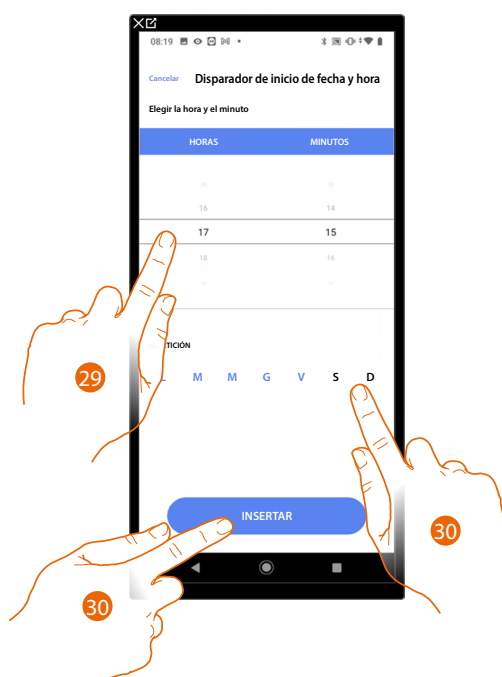 08:19
Cancelar Disparador de inicio de fecha y hora
Elegir la hora y el minuto
HORAS MINUTOS
16 14
17 15
18 16
TICIÓN
29
L M M G V S D
INSERTAR
30
30